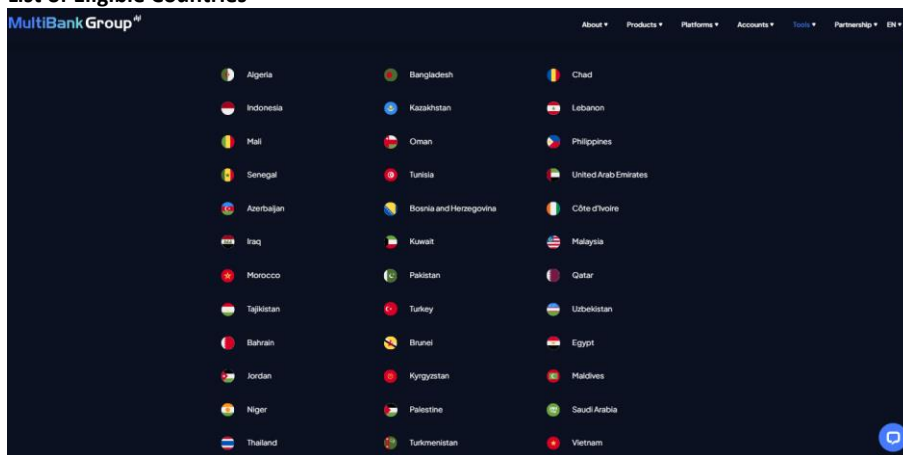 List of Eligible Countries
MultiBank Group
About ▾ Products ▾ Platforms ▾ Accounts ▾ Tools ▾ Partnership ▾ EN ▾
Algeria Bangladesh Chad
Indonesia Kazakhstan Lebanon
Mali Oman Philippines
Senegal Tunisia United Arab Emirates
Azerbaijan Bosnia and Herzegovina Côte d'Ivoire
Iraq Kuwait Malaysia
Morocco Pakistan Qatar
Tajikistan Turkey Uzbekistan
Bahrain Brunei Egypt
Jordan Kyrgyzstan Maldives
Niger Palestine Saudi Arabia
Thailand Turkmenistan Vietnam